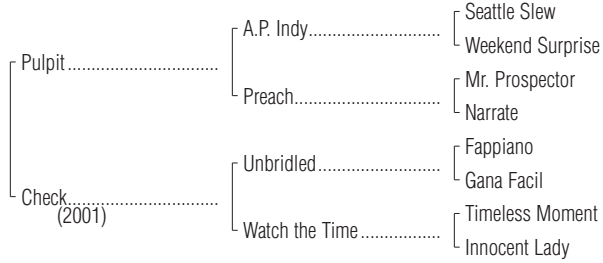 Seattle Slew
A.P. Indy
Weekend Surprise
Pulpit
Mr. Prospector
Preach
Narrate
Fappiano
Unbridled
Gana Facil
Check
(2001)
Timeless Moment
Watch the Time
Innocent Lady